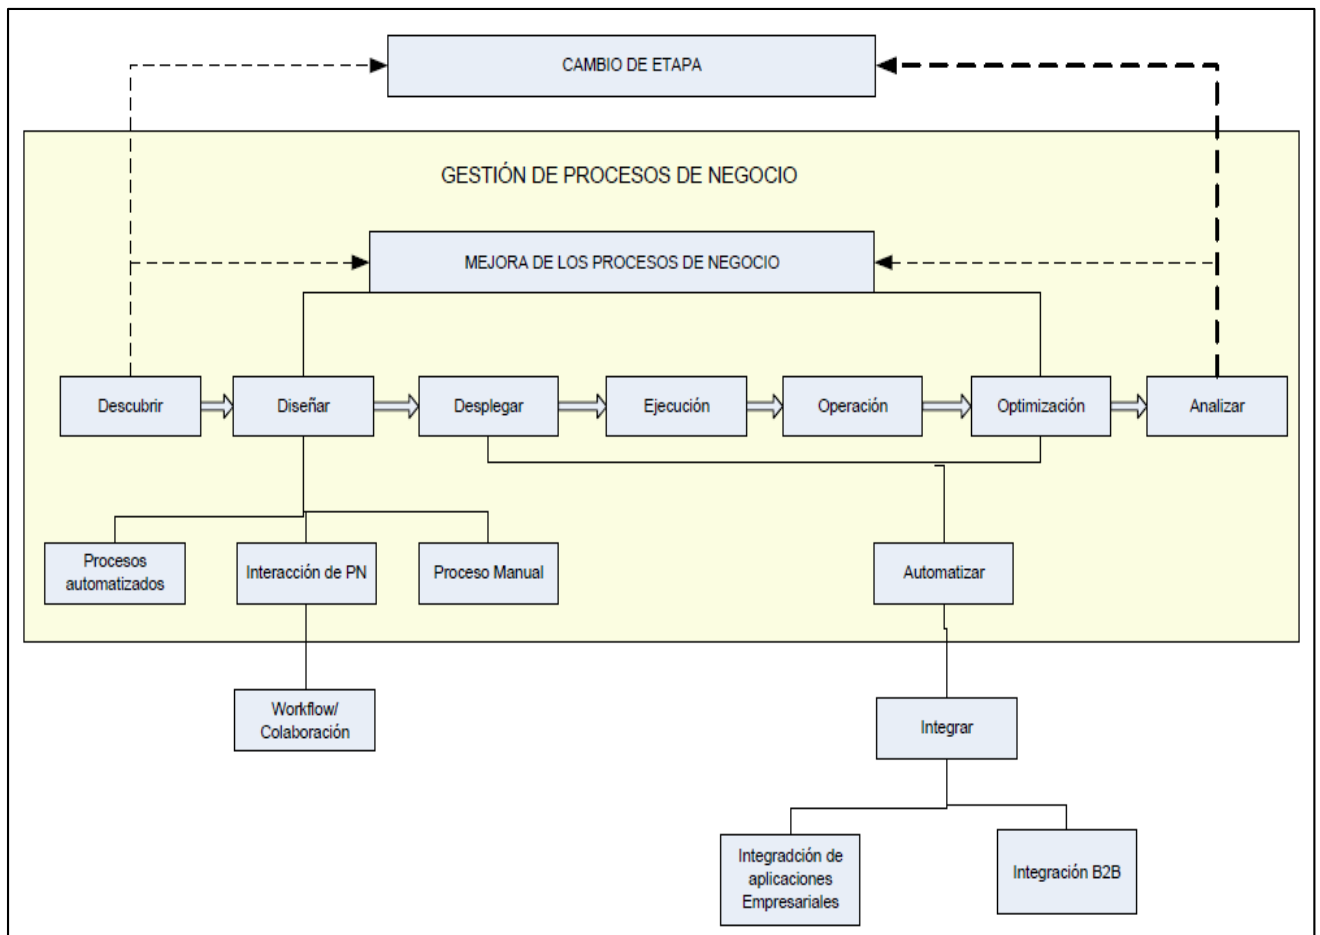 CAMBIO DE ETAPA
GESTIÓN DE PROCESOS DE NEGOCIO
MEJORA DE LOS PROCESOS DE NEGOCIO
Descubrir
Diseñar
Desplegar
Ejecución
Operación
Optimización
Analizar
Procesos
automatizados
Interacción de PN
Proceso Manual
Automatizar
Workflow/
Colaboración
Integrar
Integradción de
aplicaciones
Empresariales
Integración B2B